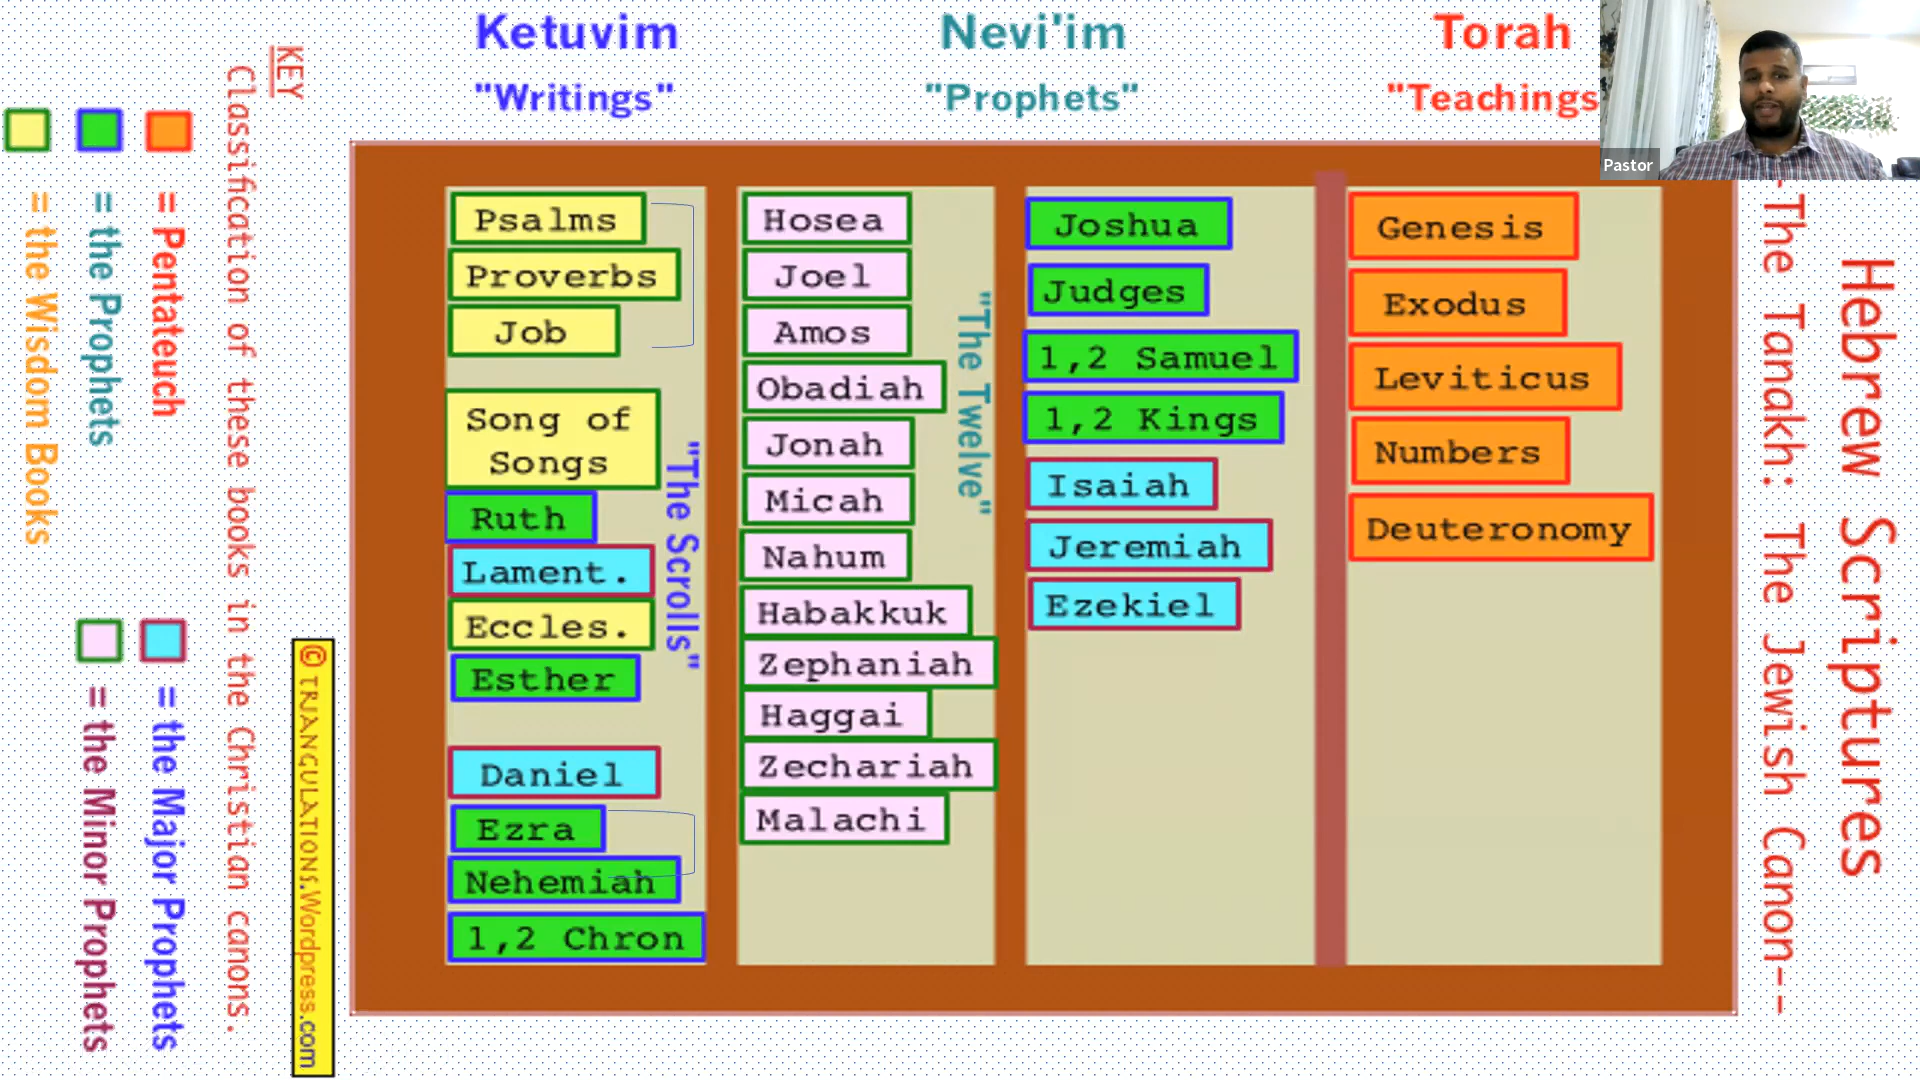 Ketuvim
"Writings"
Nevi'im
"Prophets"
Torah
"Teachings
Pastor
KEY
Classification of these books in the Christian canons.
= Pentateuch
= the Prophets
= the Wisdom Books
= the Major Prophets
= the Minor Prophets
© TRIANGULATIONS.Wordpress.com
Psalms
Proverbs
Job
Song of
Songs
Ruth
Lament.
Eccles.
Esther
"The Scrolls"
Daniel
Ezra
Nehemiah
1,2 Chron
Hosea
Joel
Amos
Obadiah
Jonah
Micah
Nahum
Habakkuk
Zephaniah
Haggai
Zechariah
Malachi
"The Twelve"
Joshua
Judges
1,2 Samuel
1,2 Kings
Isaiah
Jeremiah
Ezekiel
Genesis
Exodus
Leviticus
Numbers
Deuteronomy
Hebrew Scriptures
-The Tanakh: The Jewish Canon--